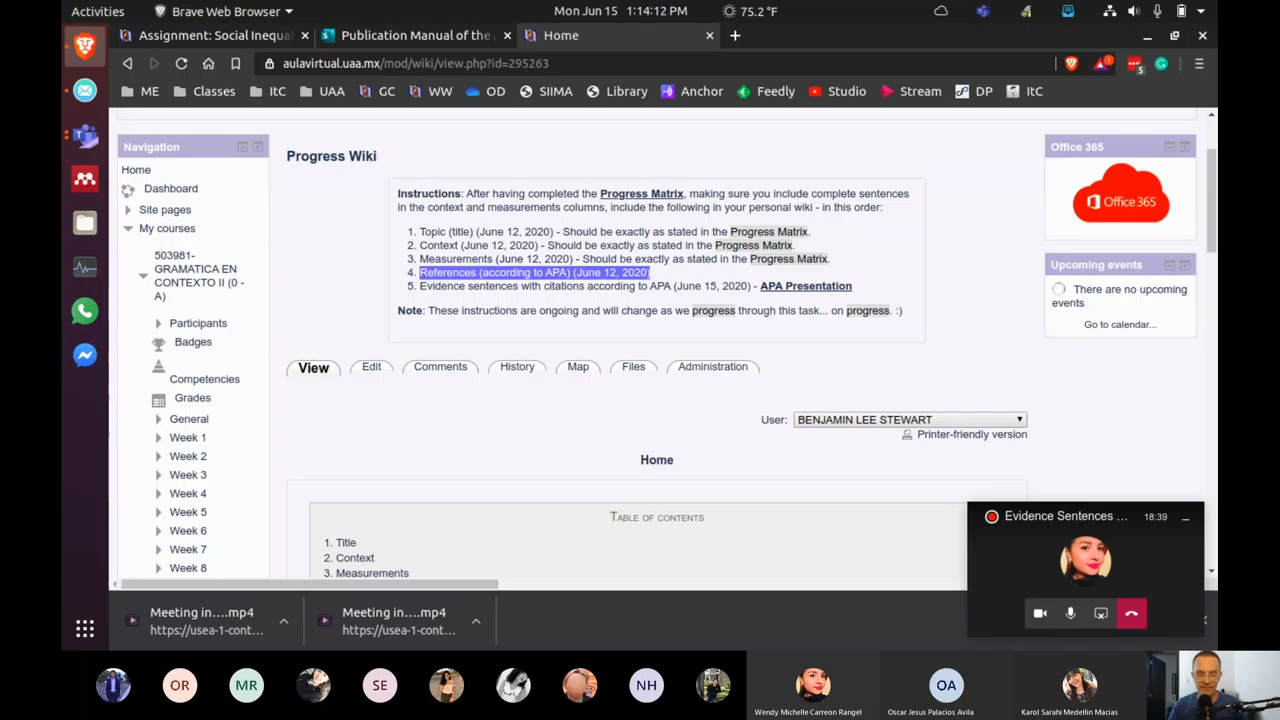 Activities
Brave Web Browser
Mon Jun 15 1:14:12 PM
75.2 °F
Assignment: Social Inequal
Publication Manual of the
Home
aulavirtual.uaa.mx/mod/wiki/view.php?id=295263
1
5
ME
Classes
ItC
UAA
GC
WW
OD
SIIMA
Library
Anchor
Feedly
Studio
Stream
DP
ItC
Navigation
Home
Dashboard
Site pages
My courses
503981-
GRAMATICA EN
CONTEXTO II (0 -
A)
Participants
Badges
Competencies
Grades
General
Week 1
Week 2
Week 3
Week 4
Week 5
Week 6
Week 7
Week 8
Progress Wiki
Instructions: After having completed the Progress Matrix, making sure you include complete sentences
in the context and measurements columns, include the following in your personal wiki - in this order:
1. Topic (title) (June 12, 2020) - Should be exactly as stated in the Progress Matrix.
2. Context (June 12, 2020) - Should be exactly as stated in the Progress Matrix.
3. Measurements (June 12, 2020) - Should be exactly as stated in the Progress Matrix.
4. References (according to APA) (June 12, 2020)
5. Evidence sentences with citations according to APA (June 15, 2020) - APA Presentation
Note: These instructions are ongoing and will change as we progress through this task... on progress. :)
View
Edit
Comments
History
Map
Files
Administration
User: BENJAMIN LEE STEWART
Printer-friendly version
Home
TABLE OF CONTENTS
1. Title
2. Context
3. Measurements
Office 365
Office 365
Upcoming events
There are no upcoming
events
Go to calendar...
Evidence Sentences ...
18:39
Meeting in....mp4
https://usea-1-cont...
Meeting in....mp4
https://usea-1-cont...
OR
MR
SE
NH
OA
Wendy Michelle Carreon Rangel
Oscar Jesus Palacios Avila
Karol Sarahi Medellin Macias